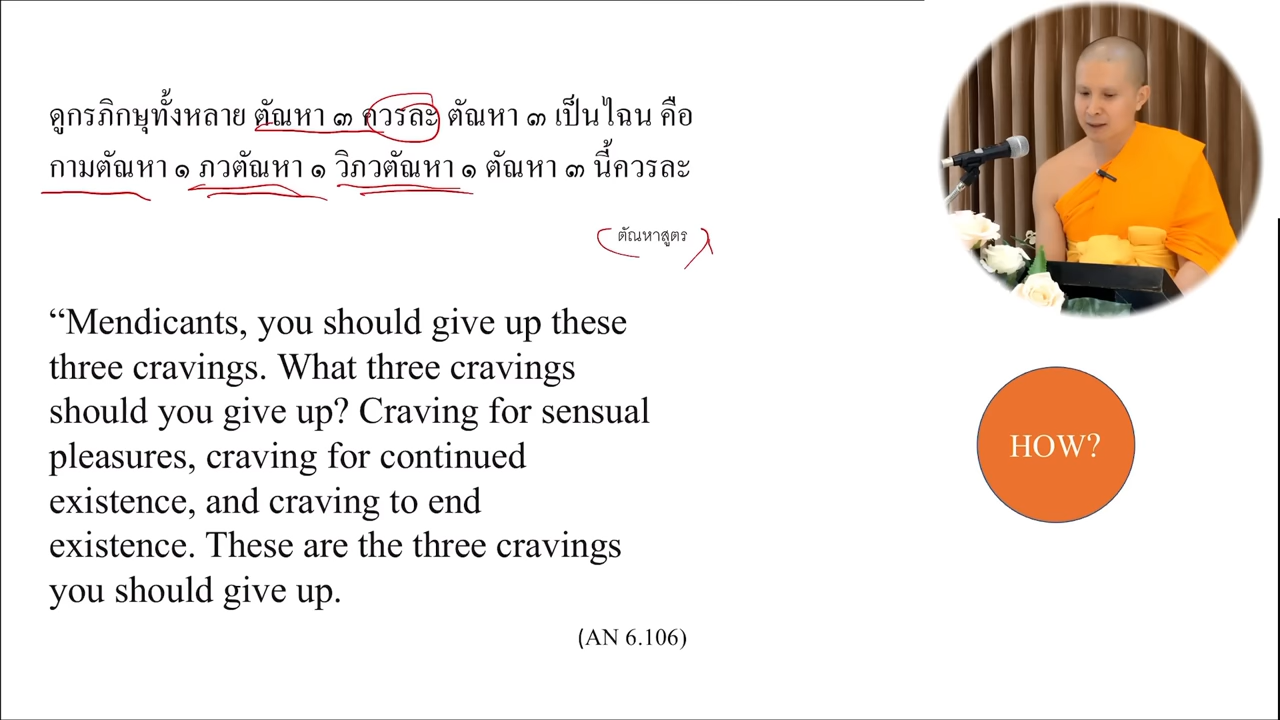 ดูกรภิกษุทั้งหลาย ตัณหา ๓ ควรละ ตัณหา ๓ เป็นไฉน คือ
กามตัณหา ๑ ภวตัณหา ๑ วิภวตัณหา ๑ ตัณหา ๓ นี้ควรละ
ตัณหาสูตร
“Mendicants, you should give up these
three cravings. What three cravings
should you give up? Craving for sensual
pleasures, craving for continued
existence, and craving to end
existence. These are the three cravings
you should give up.
(AN 6.106)
HOW?